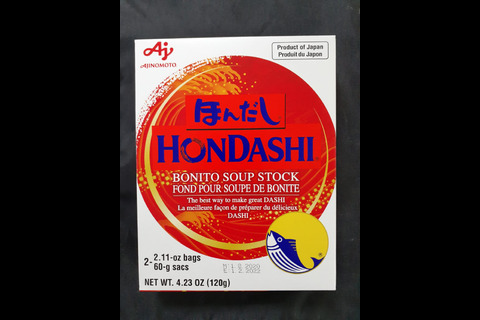 Aj
AJINOMOTO
Product of Japan
Produit du Japon
ほんだし
HONDASHI
BONITO SOUP STOCK
FOND POUR SOUPE DE BONITE
The best way to make great DASHI
La meilleure façon de préparer du délicieux
DASHI
2- 2.11-oz bags
60-g sacs
NET WT. 4.23 OZ (120g)
®